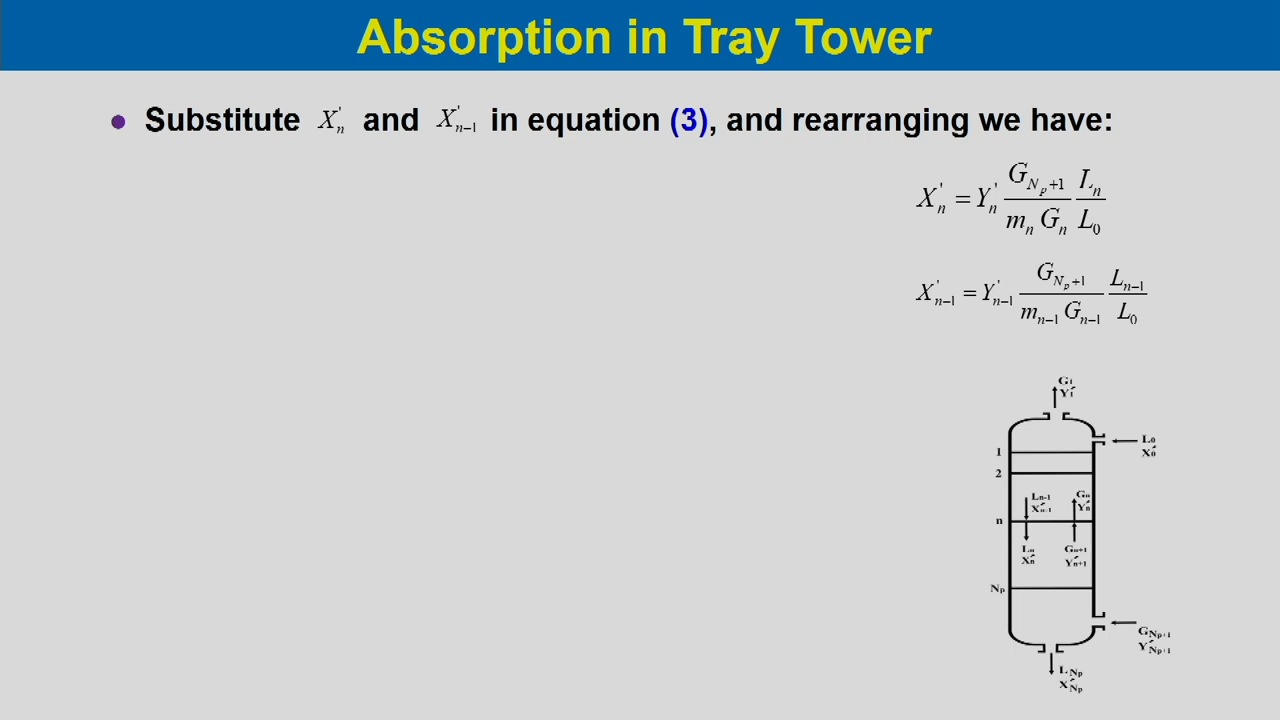 Absorption in Tray Tower
• Substitute X'ₙ and X'ₙ₋₁ in equation (3), and rearranging we have:
X'ₙ = Y'ₙ (G_{N_p+1} / mₙ Gₙ) (Lₙ / L₀)
X'ₙ₋₁ = Y'ₙ₋₁ (G_{N_p+1} / mₙ₋₁ Gₙ₋₁) (Lₙ₋₁ / L₀)
G₁
Y'₁
L₀
X'₀
1
2
Lₙ₋₁
X'ₙ₋₁
Gₙ
Y'ₙ
n
Lₙ
X'ₙ
Gₙ₊₁
Y'ₙ₊₁
Np
G_{Np+1}
Y'_{Np+1}
L_{Np}
X'_{Np}